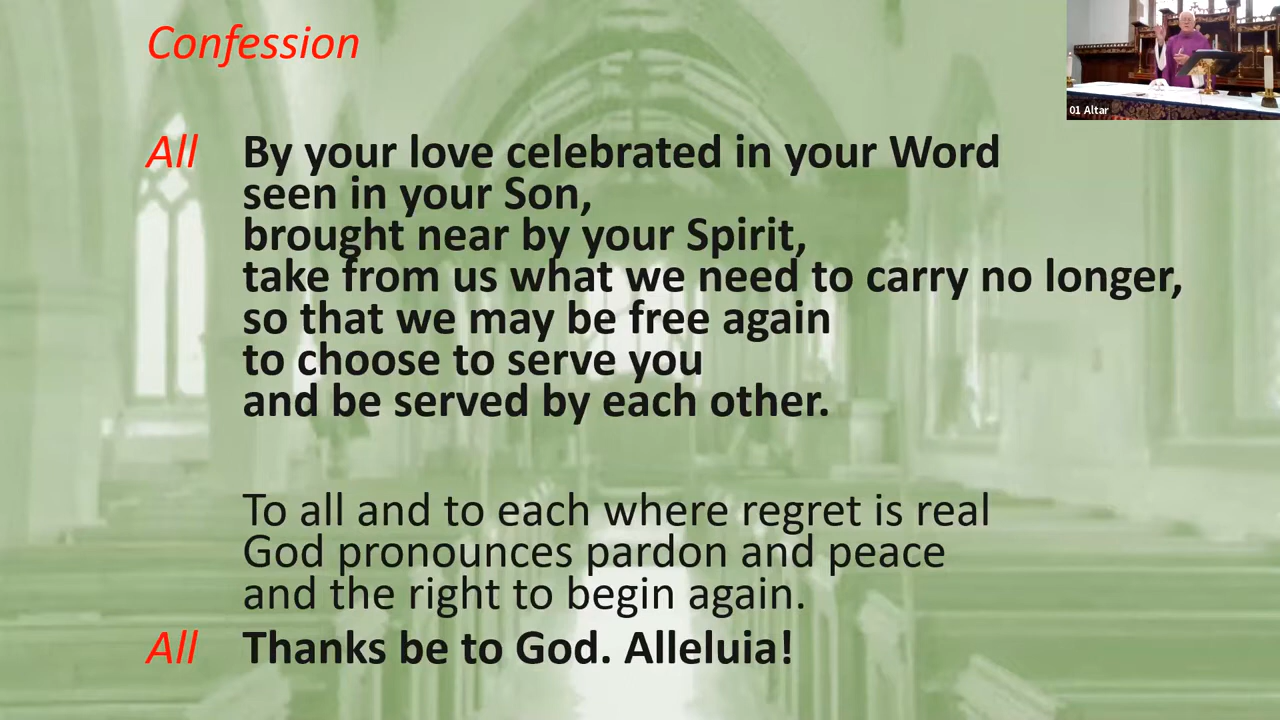 Confession
01 Altar
All By your love celebrated in your Word
seen in your Son,
brought near by your Spirit,
take from us what we need to carry no longer,
so that we may be free again
to choose to serve you
and be served by each other.
To all and to each where regret is real
God pronounces pardon and peace
and the right to begin again.
All Thanks be to God. Alleluia!